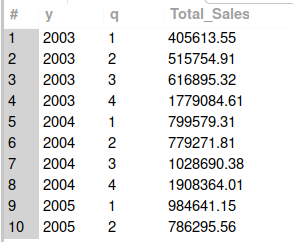 # y q Total_Sales
1 2003 1 405613.55
2 2003 2 515754.91
3 2003 3 616895.32
4 2003 4 1779084.61
5 2004 1 799579.31
6 2004 2 779271.81
7 2004 3 1028690.38
8 2004 4 1908364.01
9 2005 1 984641.15
10 2005 2 786295.56